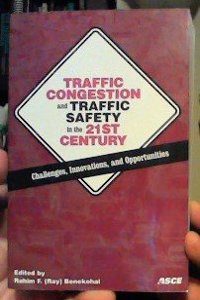 TRAFFIC
CONGESTION
and TRAFFIC
SAFETY
in the 21ST
CENTURY
Challenges, Innovations, and Opportunities
Edited by
Rahim F. (Ray) Benekohal
ASCE